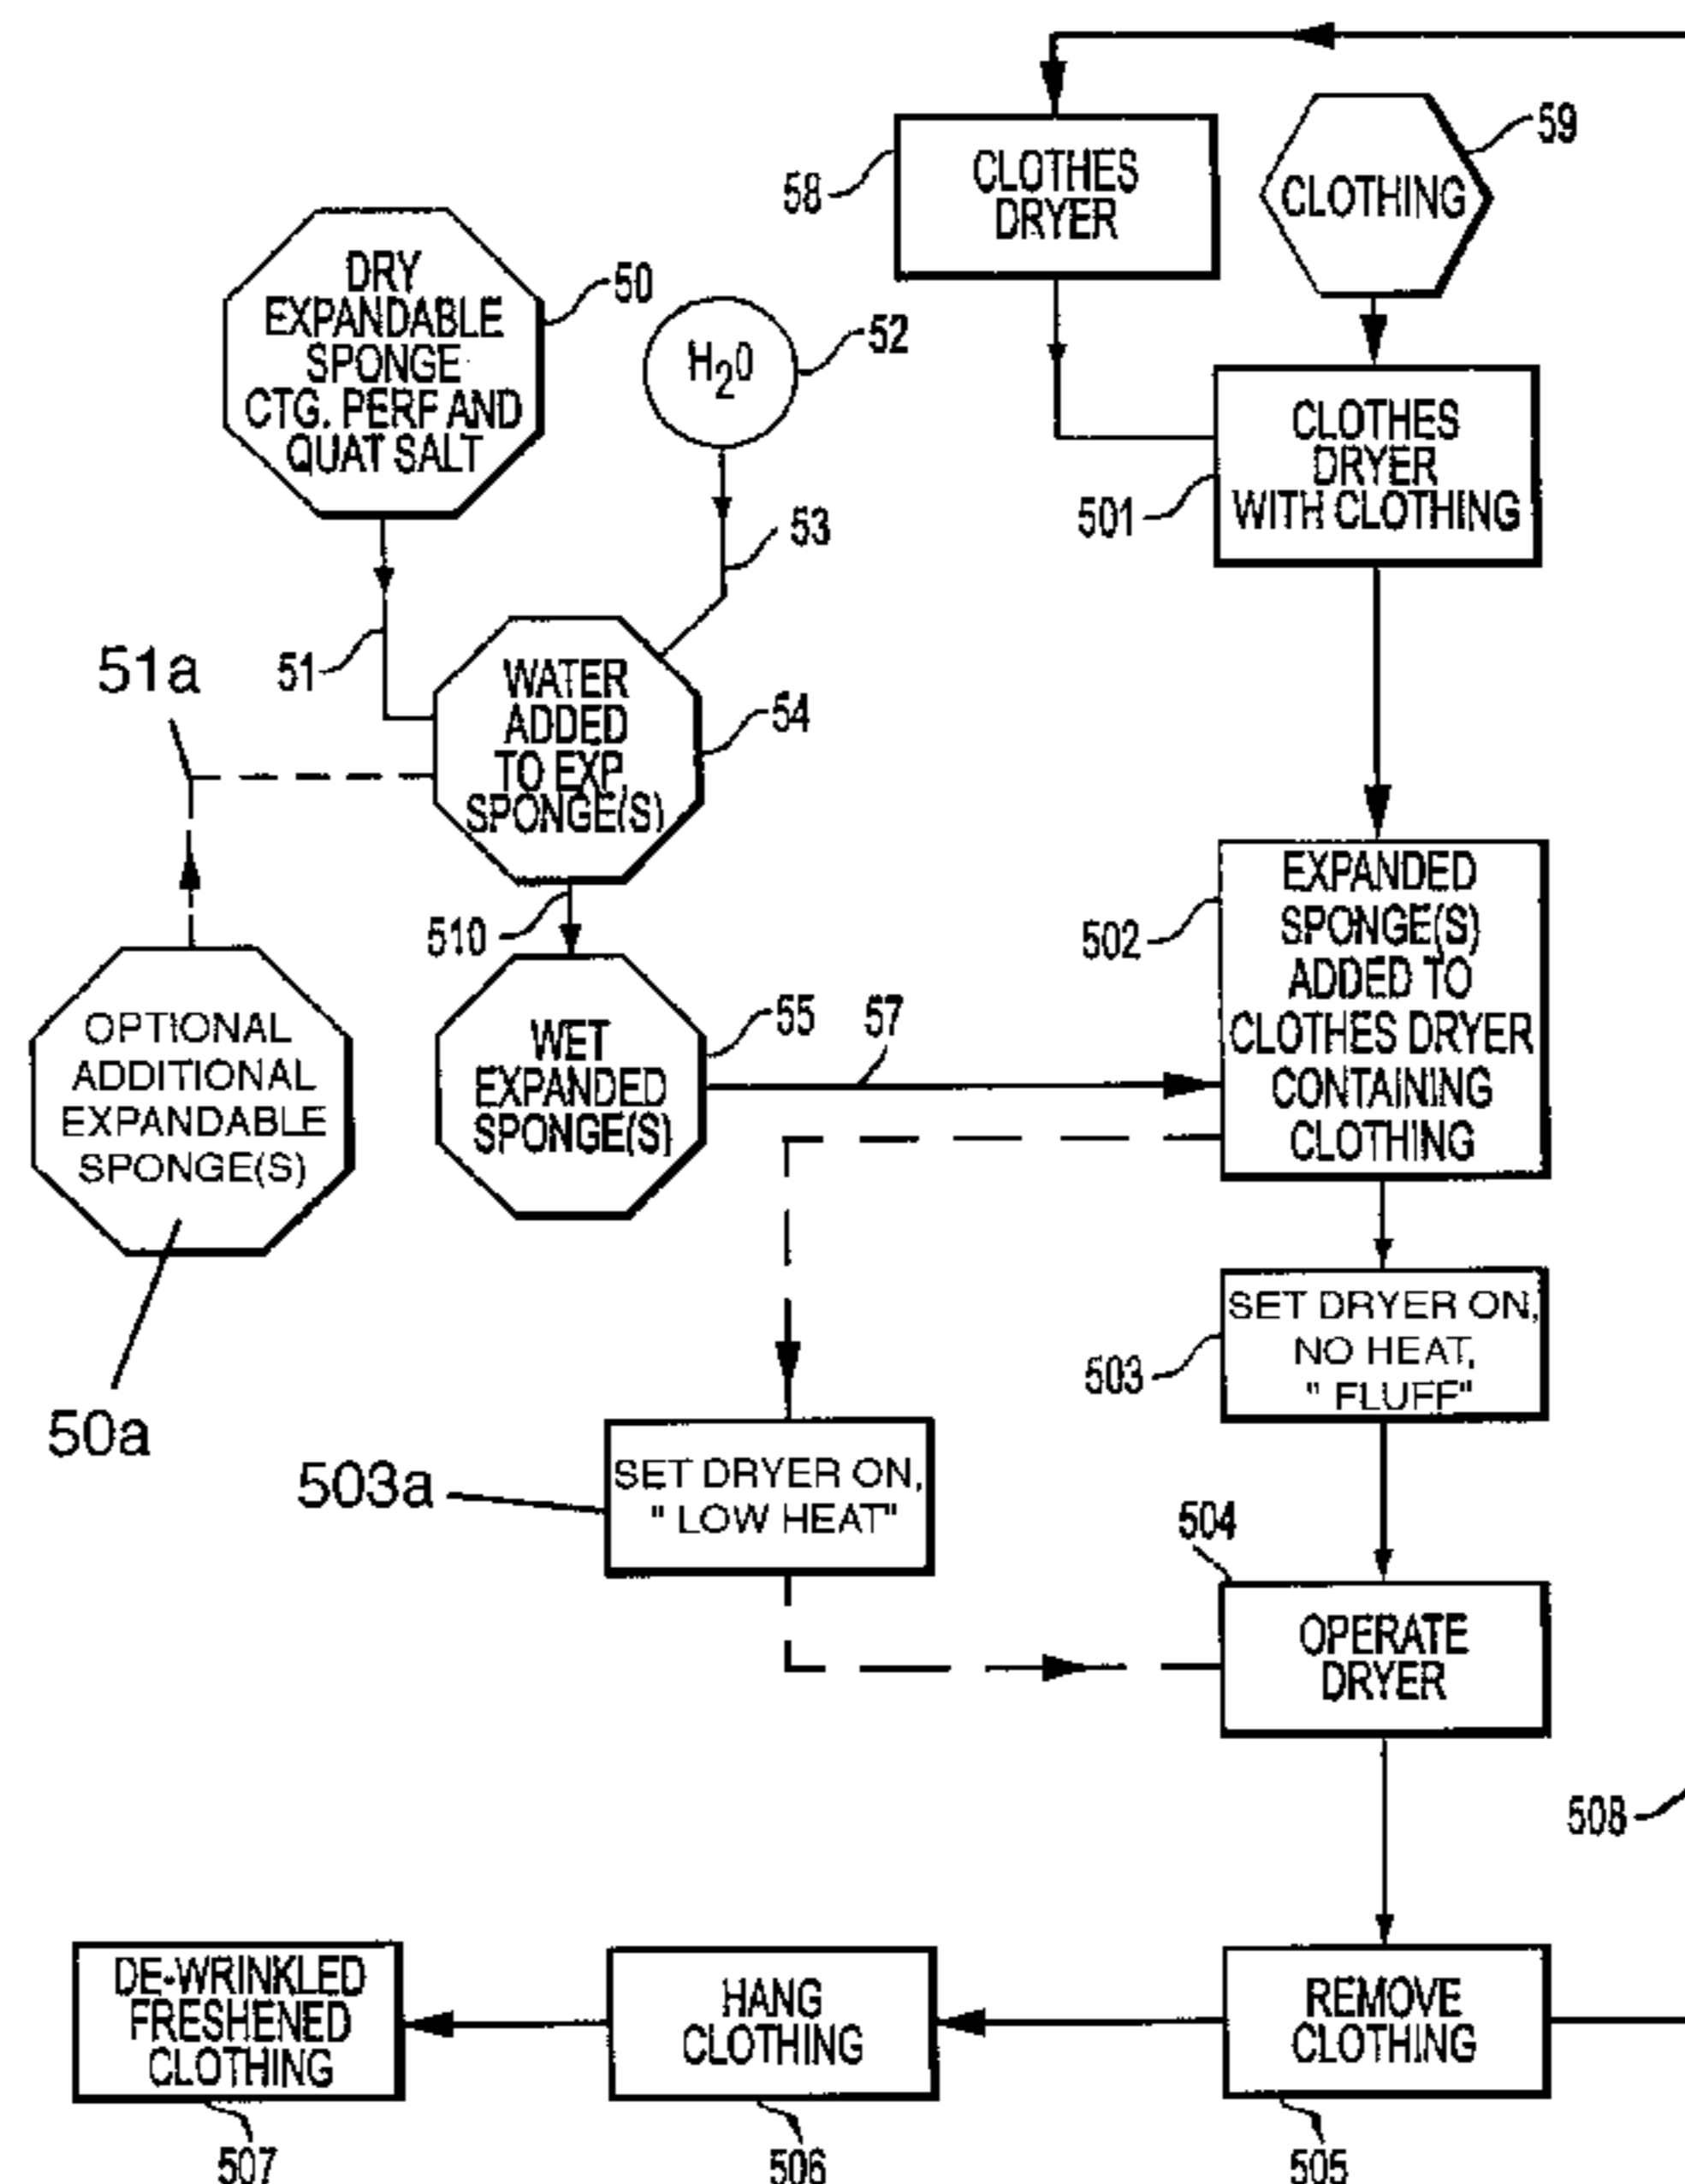 CLOTHES
DRYER
58
CLOTHING
59
DRY
EXPANDABLE
SPONGE
CTG. PERF AND
QUAT SALT
50
H20
52
CLOTHES
DRYER
WITH CLOTHING
501
53
51
51a
WATER
ADDED
TO EXP.
SPONGE(S)
54
510
EXPANDED
SPONGE(S)
ADDED TO
CLOTHES DRYER
CONTAINING
CLOTHING
502
OPTIONAL
ADDITIONAL
EXPANDABLE
SPONGE(S)
50a
WET
EXPANDED
SPONGE(S)
55
57
SET DRYER ON,
NO HEAT,
" FLUFF"
503
SET DRYER ON,
" LOW HEAT"
503a
504
OPERATE
DRYER
508
DE-WRINKLED
FRESHENED
CLOTHING
507
HANG
CLOTHING
506
REMOVE
CLOTHING
505